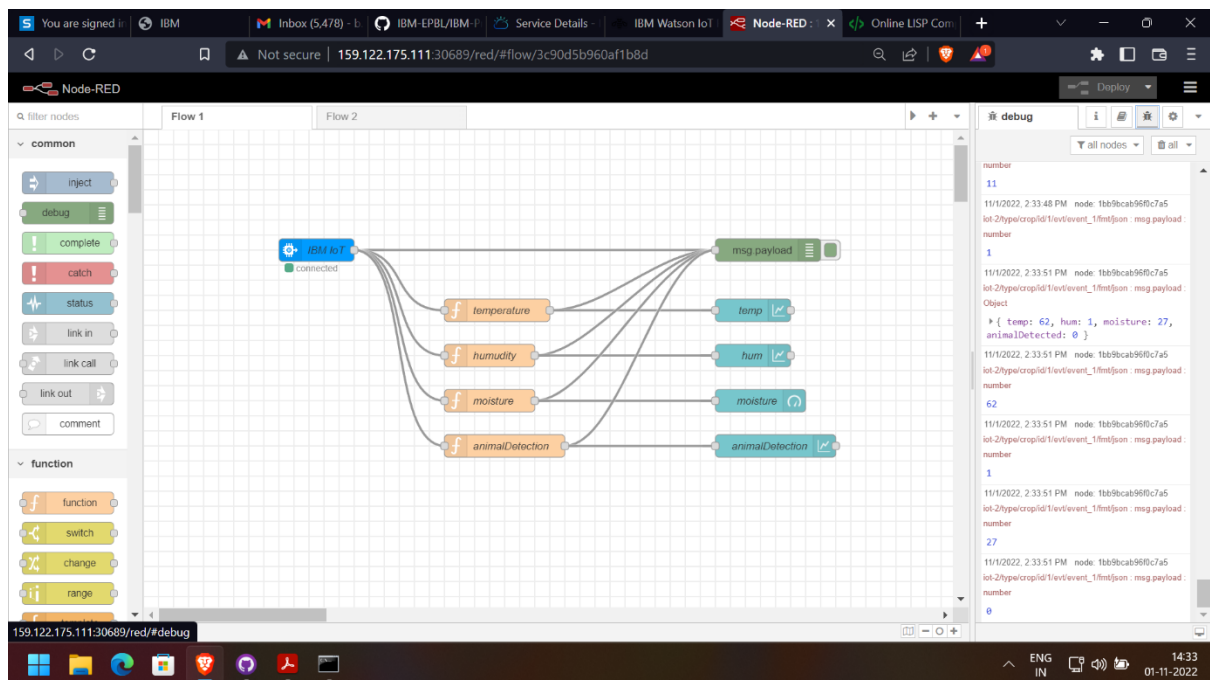 You are signed in
IBM
Inbox (5,478) - b
IBM-EPBL/IBM-P
Service Details -
IBM Watson IoT
Node-RED :
Online LISP Com
Not secure
159.122.175.111:30689/red/#flow/3c90d5b960af1b8d
Node-RED
Deploy
filter nodes
Flow 1
Flow 2
debug
i
all nodes
all
common
inject
debug
complete
catch
status
link in
link call
link out
comment
function
function
switch
change
range
IBM IoT
connected
temperature
humudity
moisture
animalDetection
msg.payload
temp
hum
moisture
animalDetection
number
11
11/1/2022, 2:33:48 PM node: 1bb9bcab96f0c7a5
iot-2/type/crop/id/1/evt/event_1/fmt/json : msg.payload :
number
1
11/1/2022, 2:33:51 PM node: 1bb9bcab96f0c7a5
iot-2/type/crop/id/1/evt/event_1/fmt/json : msg.payload :
Object
{ temp: 62, hum: 1, moisture: 27,
animalDetected: 0 }
11/1/2022, 2:33:51 PM node: 1bb9bcab96f0c7a5
iot-2/type/crop/id/1/evt/event_1/fmt/json : msg.payload :
number
62
11/1/2022, 2:33:51 PM node: 1bb9bcab96f0c7a5
iot-2/type/crop/id/1/evt/event_1/fmt/json : msg.payload :
number
1
11/1/2022, 2:33:51 PM node: 1bb9bcab96f0c7a5
iot-2/type/crop/id/1/evt/event_1/fmt/json : msg.payload :
number
27
11/1/2022, 2:33:51 PM node: 1bb9bcab96f0c7a5
iot-2/type/crop/id/1/evt/event_1/fmt/json : msg.payload :
number
0
159.122.175.111:30689/red/#debug
ENG
IN
14:33
01-11-2022